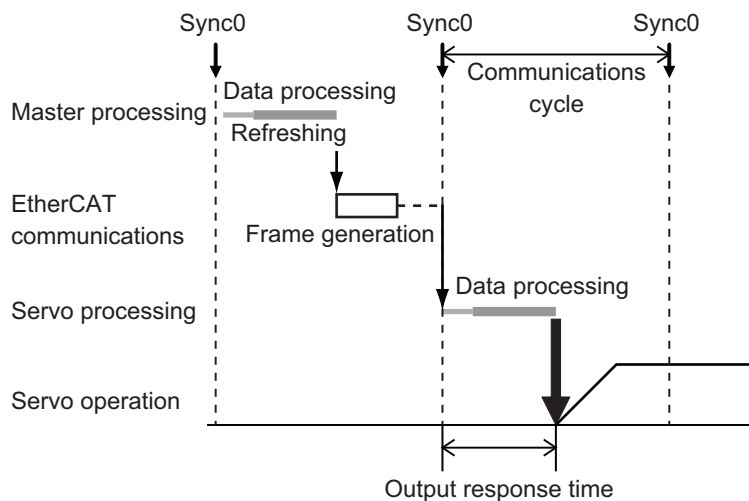 Sync0
Sync0
Sync0
Communications
cycle
Data processing
Master processing
Refreshing
EtherCAT
communications
Frame generation
Data processing
Servo processing
Servo operation
Output response time